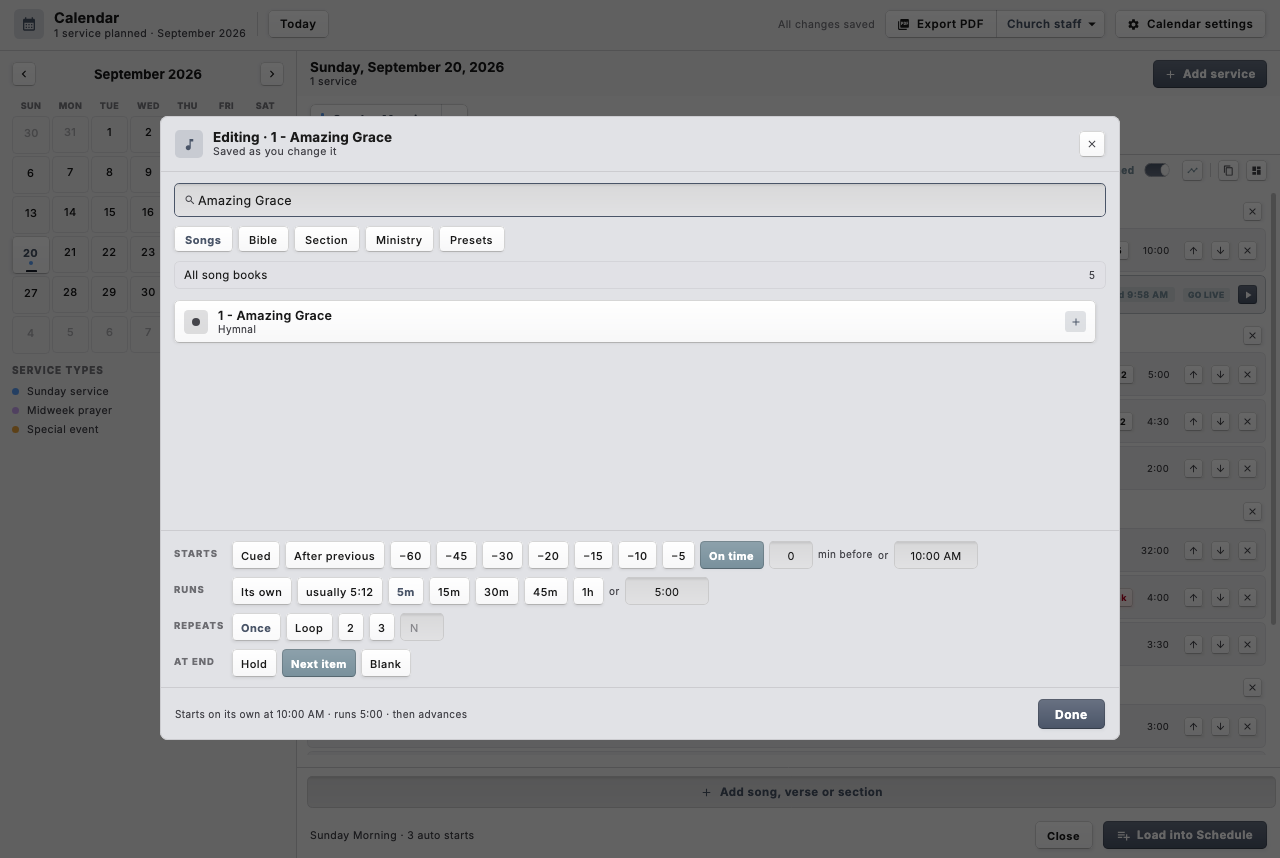 Calendar
1 service planned · September 2026
Today
All changes saved
Export PDF
Church staff
Calendar settings
September 2026
Sunday, September 20, 2026
1 service
Add service
SUN MON TUE WED THU FRI SAT
30 31 1 2
6 7 8 9
13 14 15 16
20 21 22 23
27 28 29 30
4 5 6 7
SERVICE TYPES
Sunday service
Midweek prayer
Special event
Editing · 1 - Amazing Grace
Saved as you change it
Amazing Grace
Songs Bible Section Ministry Presets
All song books 5
1 - Amazing Grace
Hymnal
STARTS Cued After previous −60 −45 −30 −20 −15 −10 −5 On time 0 min before or 10:00 AM
RUNS Its own usually 5:12 5m 15m 30m 45m 1h or 5:00
REPEATS Once Loop 2 3 N
AT END Hold Next item Blank
Starts on its own at 10:00 AM · runs 5:00 · then advances
Done
10:00
9:58 AM GO LIVE
2 5:00
2 4:30
2:00
32:00
k 4:00
3:30
3:00
Add song, verse or section
Sunday Morning · 3 auto starts
Close
Load into Schedule